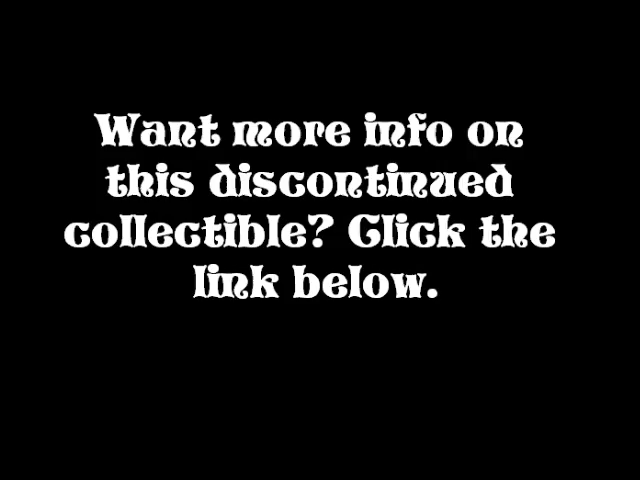 Want more info on
this discontinued
collectible? Click the
link below.